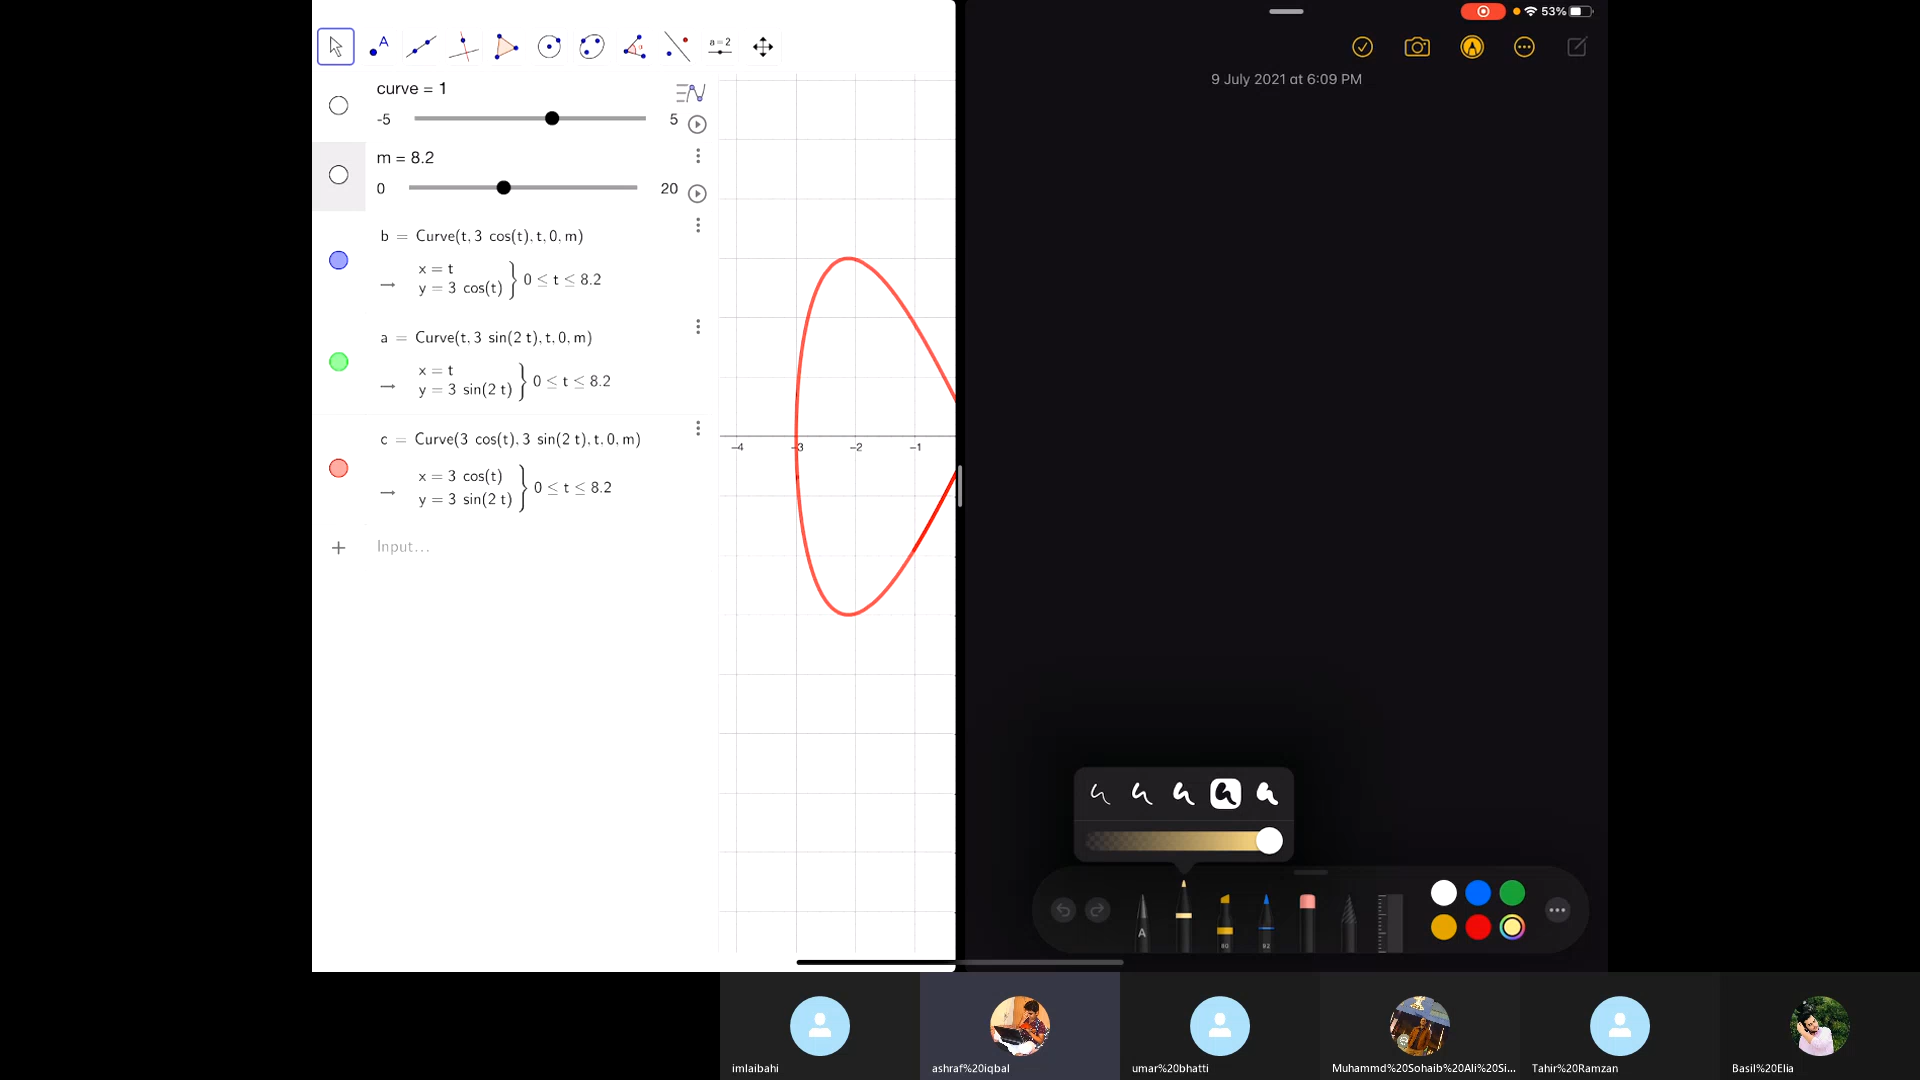 53%
A
a=2
9 July 2021 at 6:09 PM
curve = 1
-5
5
m = 8.2
0
20
b = Curve(t, 3 cos(t), t, 0, m)
→ x = t
y = 3 cos(t) } 0 ≤ t ≤ 8.2
a = Curve(t, 3 sin(2 t), t, 0, m)
→ x = t
y = 3 sin(2 t) } 0 ≤ t ≤ 8.2
c = Curve(3 cos(t), 3 sin(2 t), t, 0, m)
→ x = 3 cos(t)
y = 3 sin(2 t) } 0 ≤ t ≤ 8.2
+ Input…
-4 -3 -2 -1
A
80
52
imlaibahi
ashraf%20iqbal
umar%20bhatti
Muhammd%20Sohaib%20Ali%20Si...
Tahir%20Ramzan
Basil%20Elia